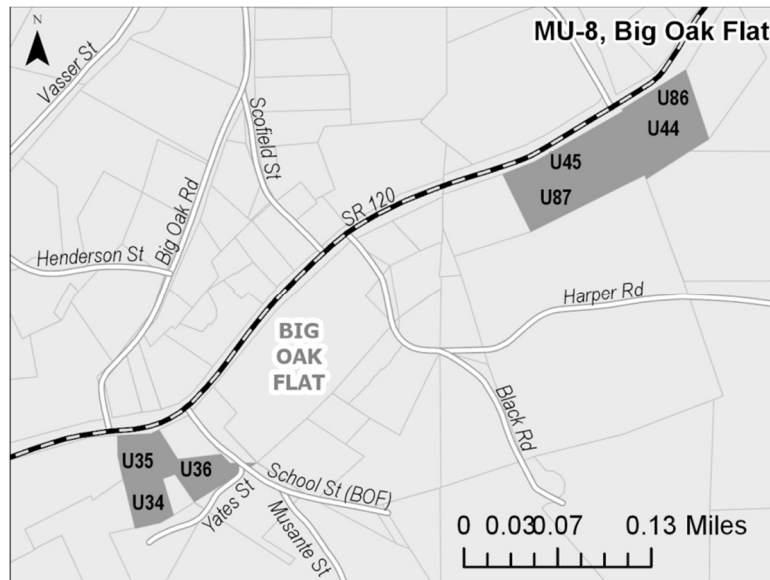 N
MU-8, Big Oak Flat
Vasser St
Scofield St
Big Oak Rd
Henderson St
SR 120
U86
U44
U45
U87
Harper Rd
BIG
OAK
FLAT
Black Rd
U35
U36
U34
School St (BOF)
Yates St
Musante St
0 0.03 0.07 0.13 Miles